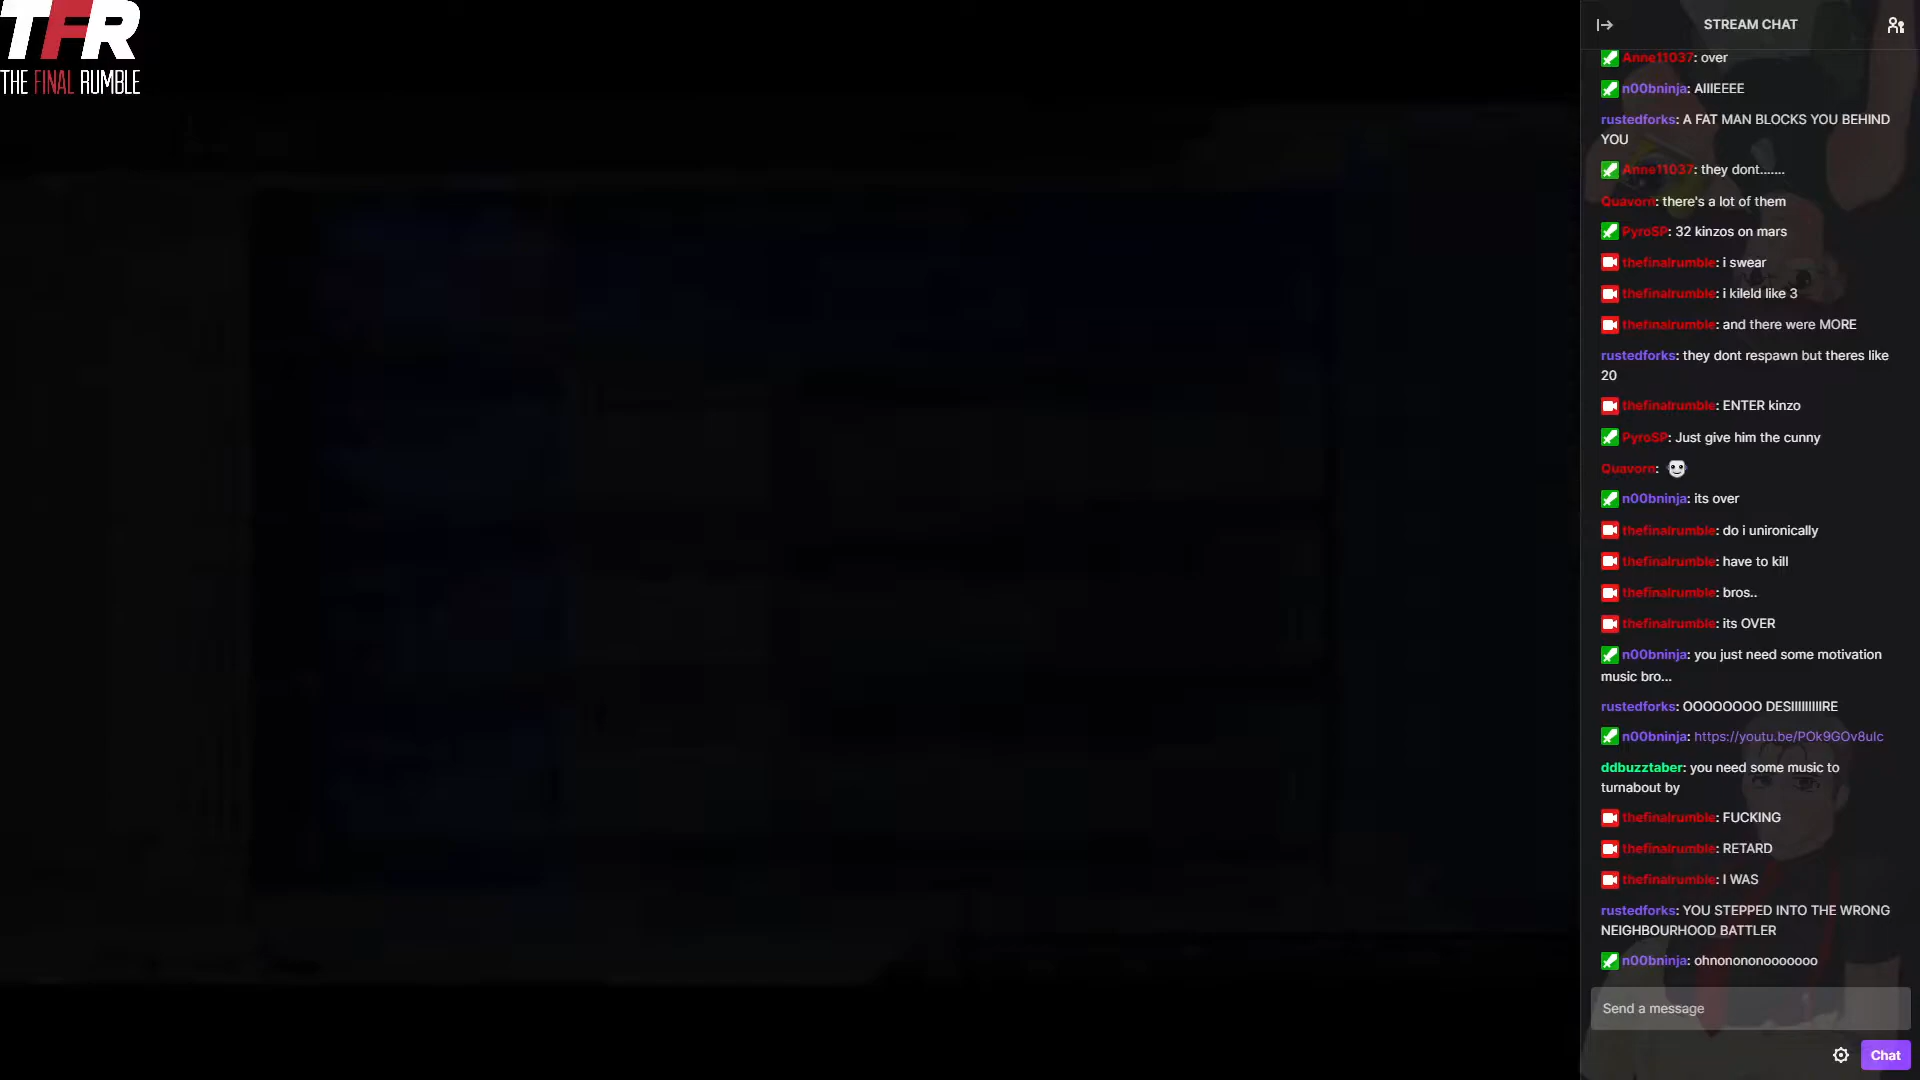 TFR
THE FINAL RUMBLE
STREAM CHAT
Anne11037: over
n00bninja: AIIIEEEE
rustedforks: A FAT MAN BLOCKS YOU BEHIND
YOU
Anne11037: they dont.......
Quavorn: there's a lot of them
PyroSP: 32 kinzos on mars
thefinalrumble: i swear
thefinalrumble: i kileld like 3
thefinalrumble: and there were MORE
rustedforks: they dont respawn but theres like
20
thefinalrumble: ENTER kinzo
PyroSP: Just give him the cunny
Quavorn:
n00bninja: its over
thefinalrumble: do i unironically
thefinalrumble: have to kill
thefinalrumble: bros..
thefinalrumble: its OVER
n00bninja: you just need some motivation
music bro...
rustedforks: OOOOOOOO DESIIIIIIIIIRE
n00bninja: https://youtu.be/POk9GOv8uIc
ddbuzztaber: you need some music to
turnabout by
thefinalrumble: FUCKING
thefinalrumble: RETARD
thefinalrumble: I WAS
rustedforks: YOU STEPPED INTO THE WRONG
NEIGHBOURHOOD BATTLER
n00bninja: ohnonononooooooo
Send a message
Chat